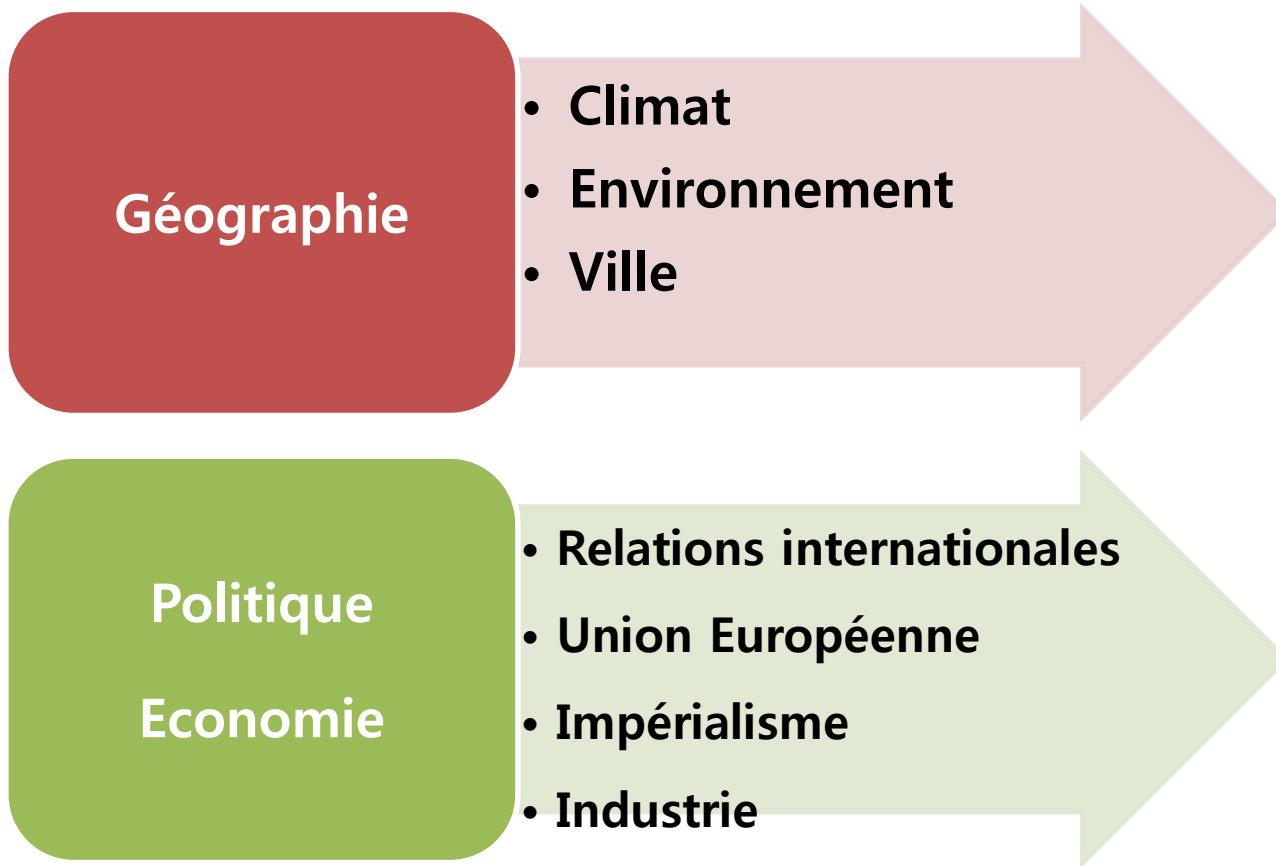 Géographie
• Climat
• Environnement
• Ville
Politique
Economie
• Relations internationales
• Union Européenne
• Impérialisme
• Industrie